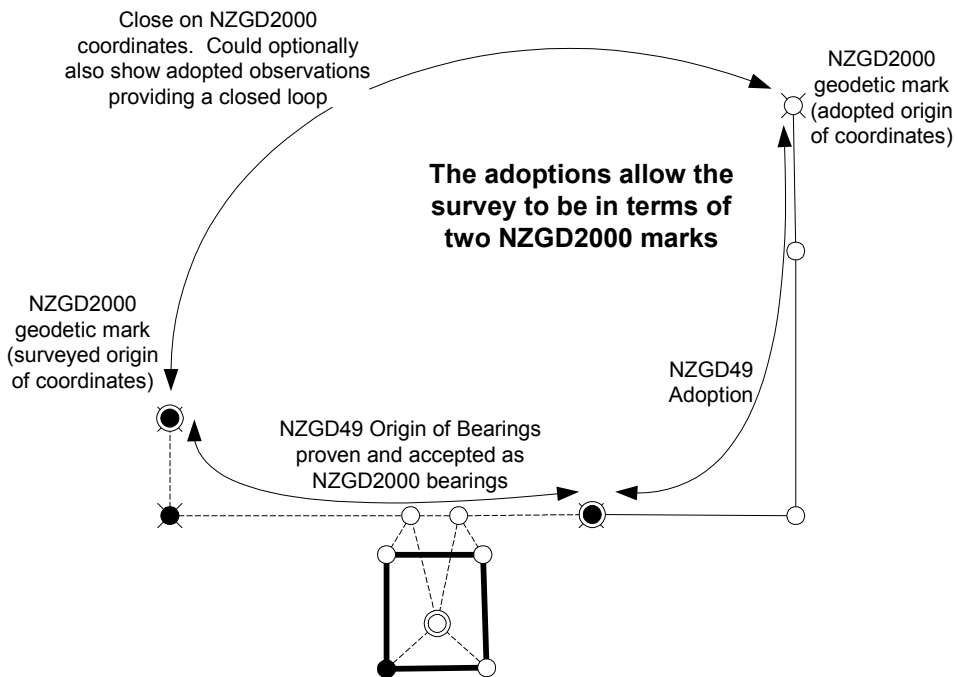 Close on NZGD2000
coordinates.  Could optionally
also show adopted observations
providing a closed loop
NZGD2000
geodetic mark
(adopted origin
of coordinates)
The adoptions allow the
survey to be in terms of
two NZGD2000 marks
NZGD2000
geodetic mark
(surveyed origin
of coordinates)
NZGD49
Adoption
NZGD49 Origin of Bearings
proven and accepted as
NZGD2000 bearings